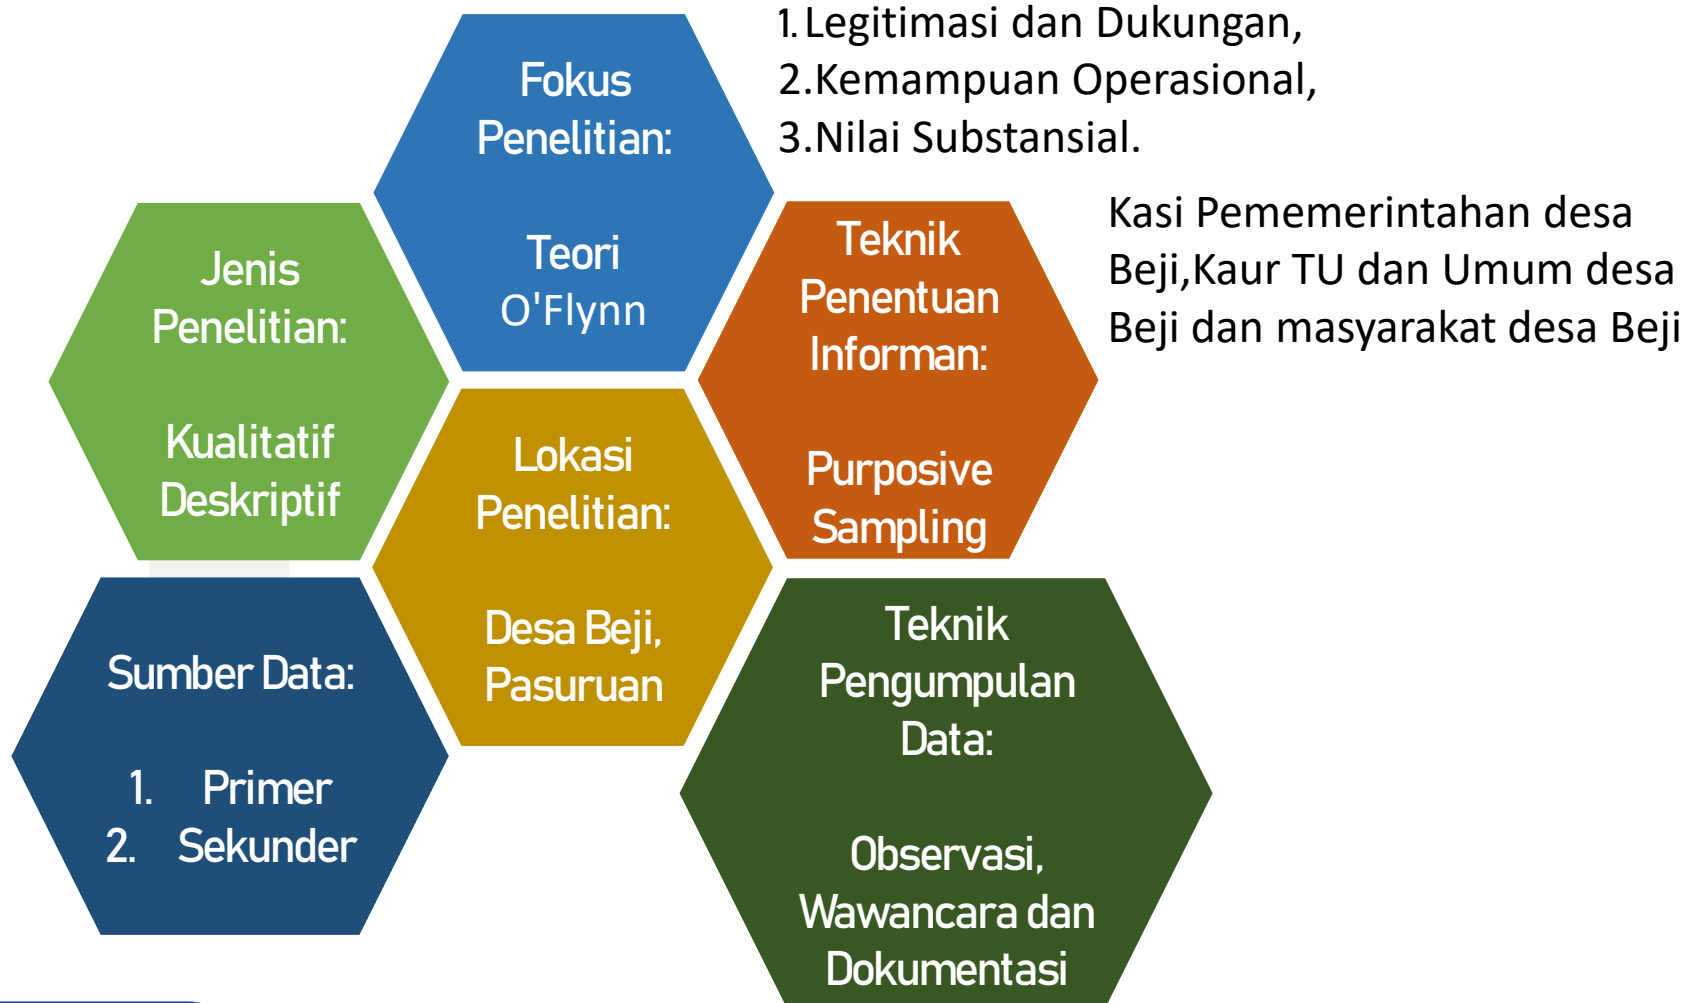 1. Legitimasi dan Dukungan,
2.Kemampuan Operasional,
3.Nilai Substansial.
Fokus
Penelitian:
Teori
O'Flynn
Kasi Pememerintahan desa
Beji,Kaur TU dan Umum desa
Beji dan masyarakat desa Beji
Jenis
Penelitian:
Kualitatif
Deskriptif
Teknik
Penentuan
Informan:
Purposive
Sampling
Lokasi
Penelitian:
Desa Beji,
Pasuruan
Sumber Data:
1. Primer
2. Sekunder
Teknik
Pengumpulan
Data:
Observasi,
Wawancara dan
Dokumentasi